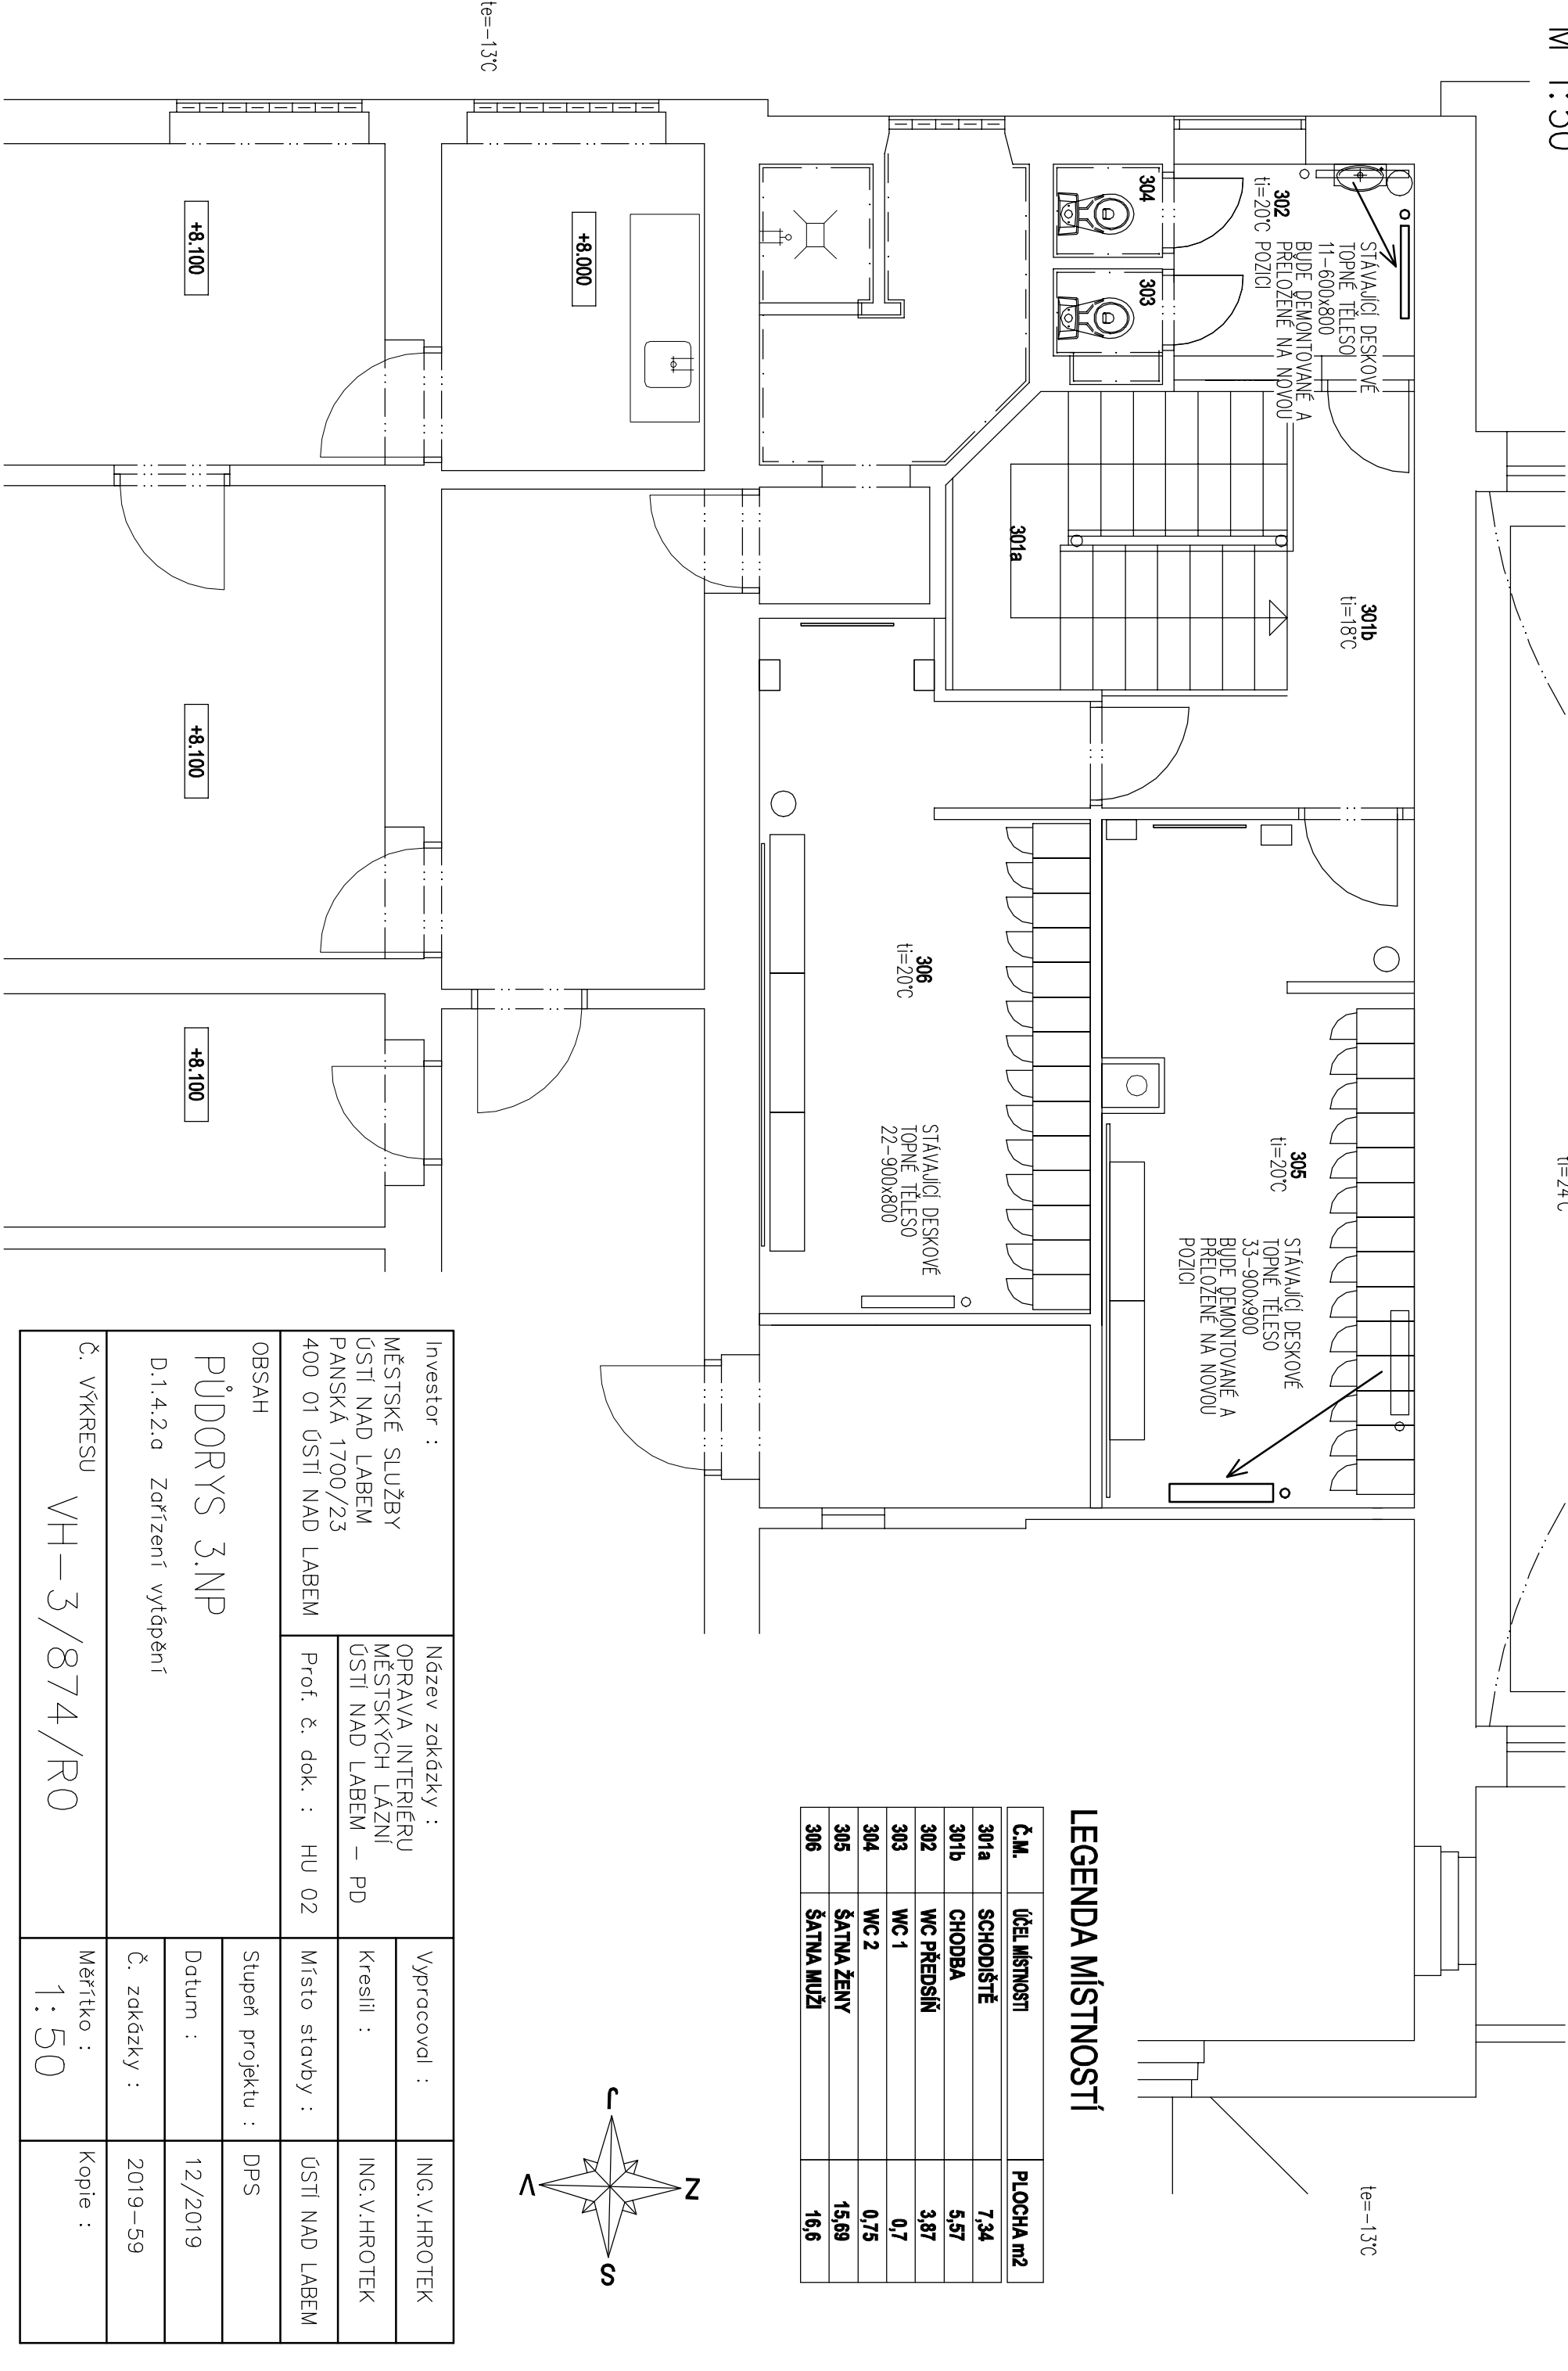 M 1:50
te=-13°C
ti=24°C
te=-13°C
304
303
302
ti=20°C
STÁVAJÍCÍ DESKOVÉ
TOPNÉ TĚLESO
11-600x800
BUDE DEMONTOVANÉ A
PŘELOŽENÉ NA NOVOU
POZICI
301a
301b
ti=18°C
305
ti=20°C
STÁVAJÍCÍ DESKOVÉ
TOPNÉ TĚLESO
33-900x900
BUDE DEMONTOVANÉ A
PŘELOŽENÉ NA NOVOU
POZICI
306
ti=20°C
STÁVAJÍCÍ DESKOVÉ
TOPNÉ TĚLESO
22-900x800
+8.000
+8.100
+8.100
+8.100
LEGENDA MÍSTNOSTÍ
Č.M. ÚČEL MÍSTNOSTI PLOCHA m2
301a SCHODIŠTĚ 7,34
301b CHODBA 5,57
302 WC PŘEDSÍŇ 3,87
303 WC 1 0,7
304 WC 2 0,75
305 ŠATNA ŽENY 15,69
306 ŠATNA MUŽI 16,6
J
Z
S
V
Investor :
MĚSTSKÉ SLUŽBY
ÚSTÍ NAD LABEM
PANSKÁ 1700/23
400 01 ÚSTÍ NAD LABEM
Název zakázky :
OPRAVA INTERIÉRU
MĚSTSKÝCH LÁZNÍ
ÚSTÍ NAD LABEM – PD
Prof. č. dok. : HU 02
Vypracoval : ING.V.HROTEK
Kreslil : ING.V.HROTEK
Místo stavby : ÚSTÍ NAD LABEM
Stupeň projektu : DPS
Datum : 12/2019
Č. zakázky : 2019-59
OBSAH
PŮDORYS 3.NP
D.1.4.2.a Zařízení vytápění
Č. VÝKRESU VH-3/874/R0
Měřítko :
1:50
Kopie :